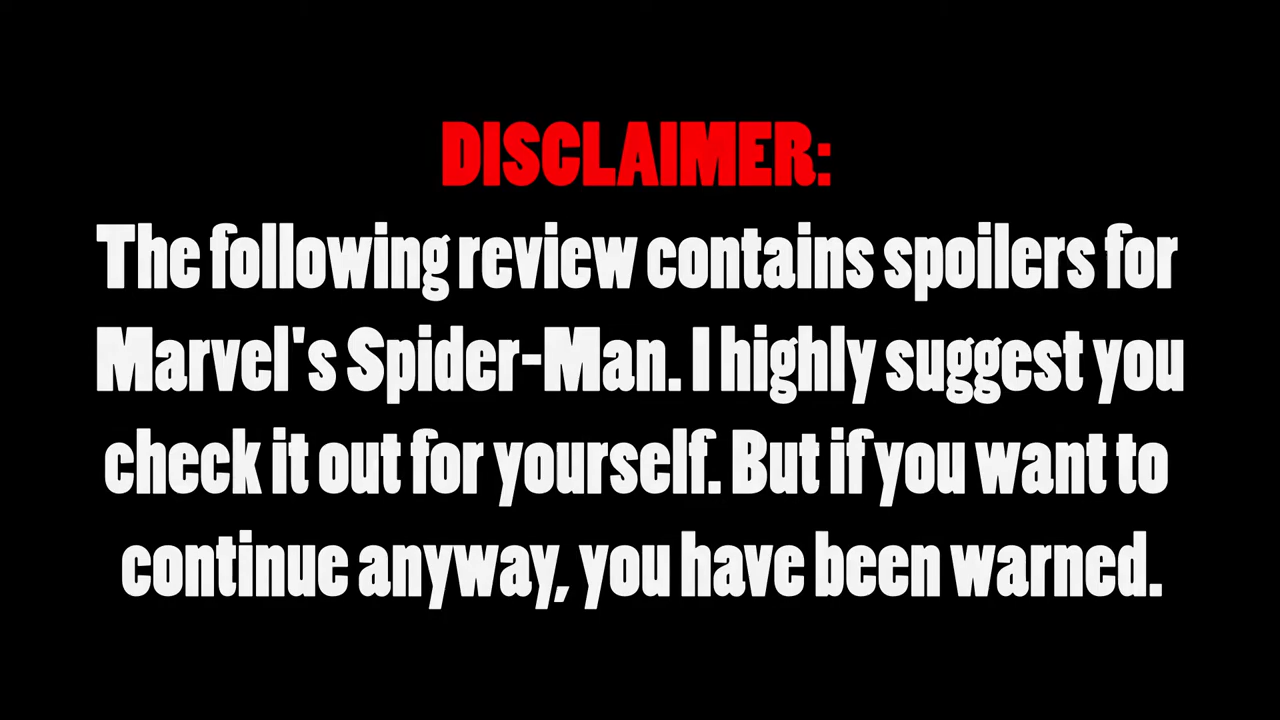 DISCLAIMER:
The following review contains spoilers for
Marvel's Spider-Man. I highly suggest you
check it out for yourself. But if you want to
continue anyway, you have been warned.